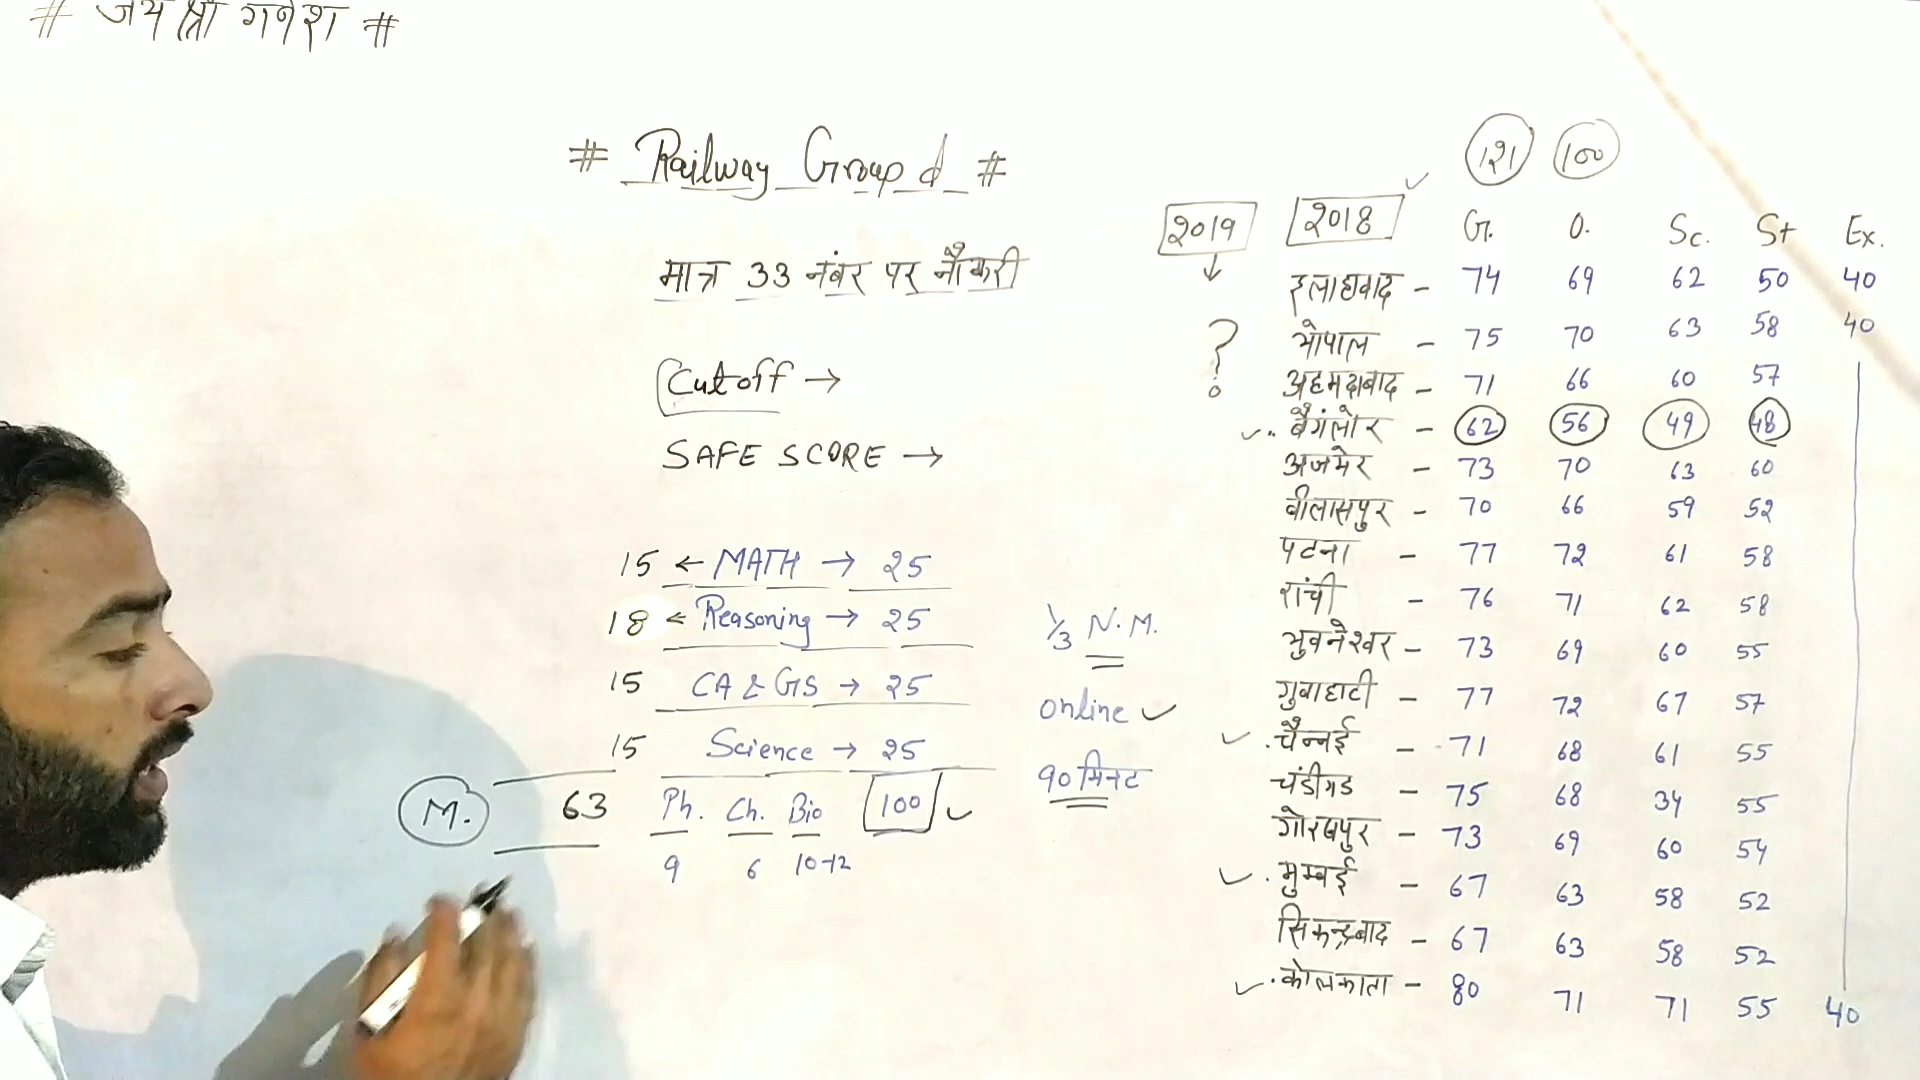 # जय श्री गनेश #
# Railway Group d #
मात्र 33 नंबर पर नौकरी
Cutoff →
SAFE SCORE →
15 ← MATH → 25
18 ← Reasoning → 25
15 CA & GS → 25
15 Science → 25
M. 63 Ph. Ch. Bio 100 ✓
9 6 10-12
1/3 N.M.
online ✓
90 मिनट
121 100
2019 2018 ✓ G. O. Sc. St Ex.
↓
?
इलाहाबाद - 74 69 62 50 40
भोपाल - 75 70 63 58 40
अहमदाबाद - 71 66 60 57
✓ बैंगलोर - 62 56 49 48
अजमेर - 73 70 63 60
बीलासपुर - 70 66 59 52
पटना - 77 72 61 58
रांची - 76 71 62 58
भुवनेश्वर - 73 69 60 55
गुवाहाटी - 77 72 67 57
✓ चैन्नई - 71 68 61 55
चंडीगड - 75 68 34 55
गोरखपुर - 73 69 60 54
✓ मुम्बई - 67 63 58 52
सिकन्द्रबाद - 67 63 58 52
✓ कोलकाता - 80 71 71 55 40